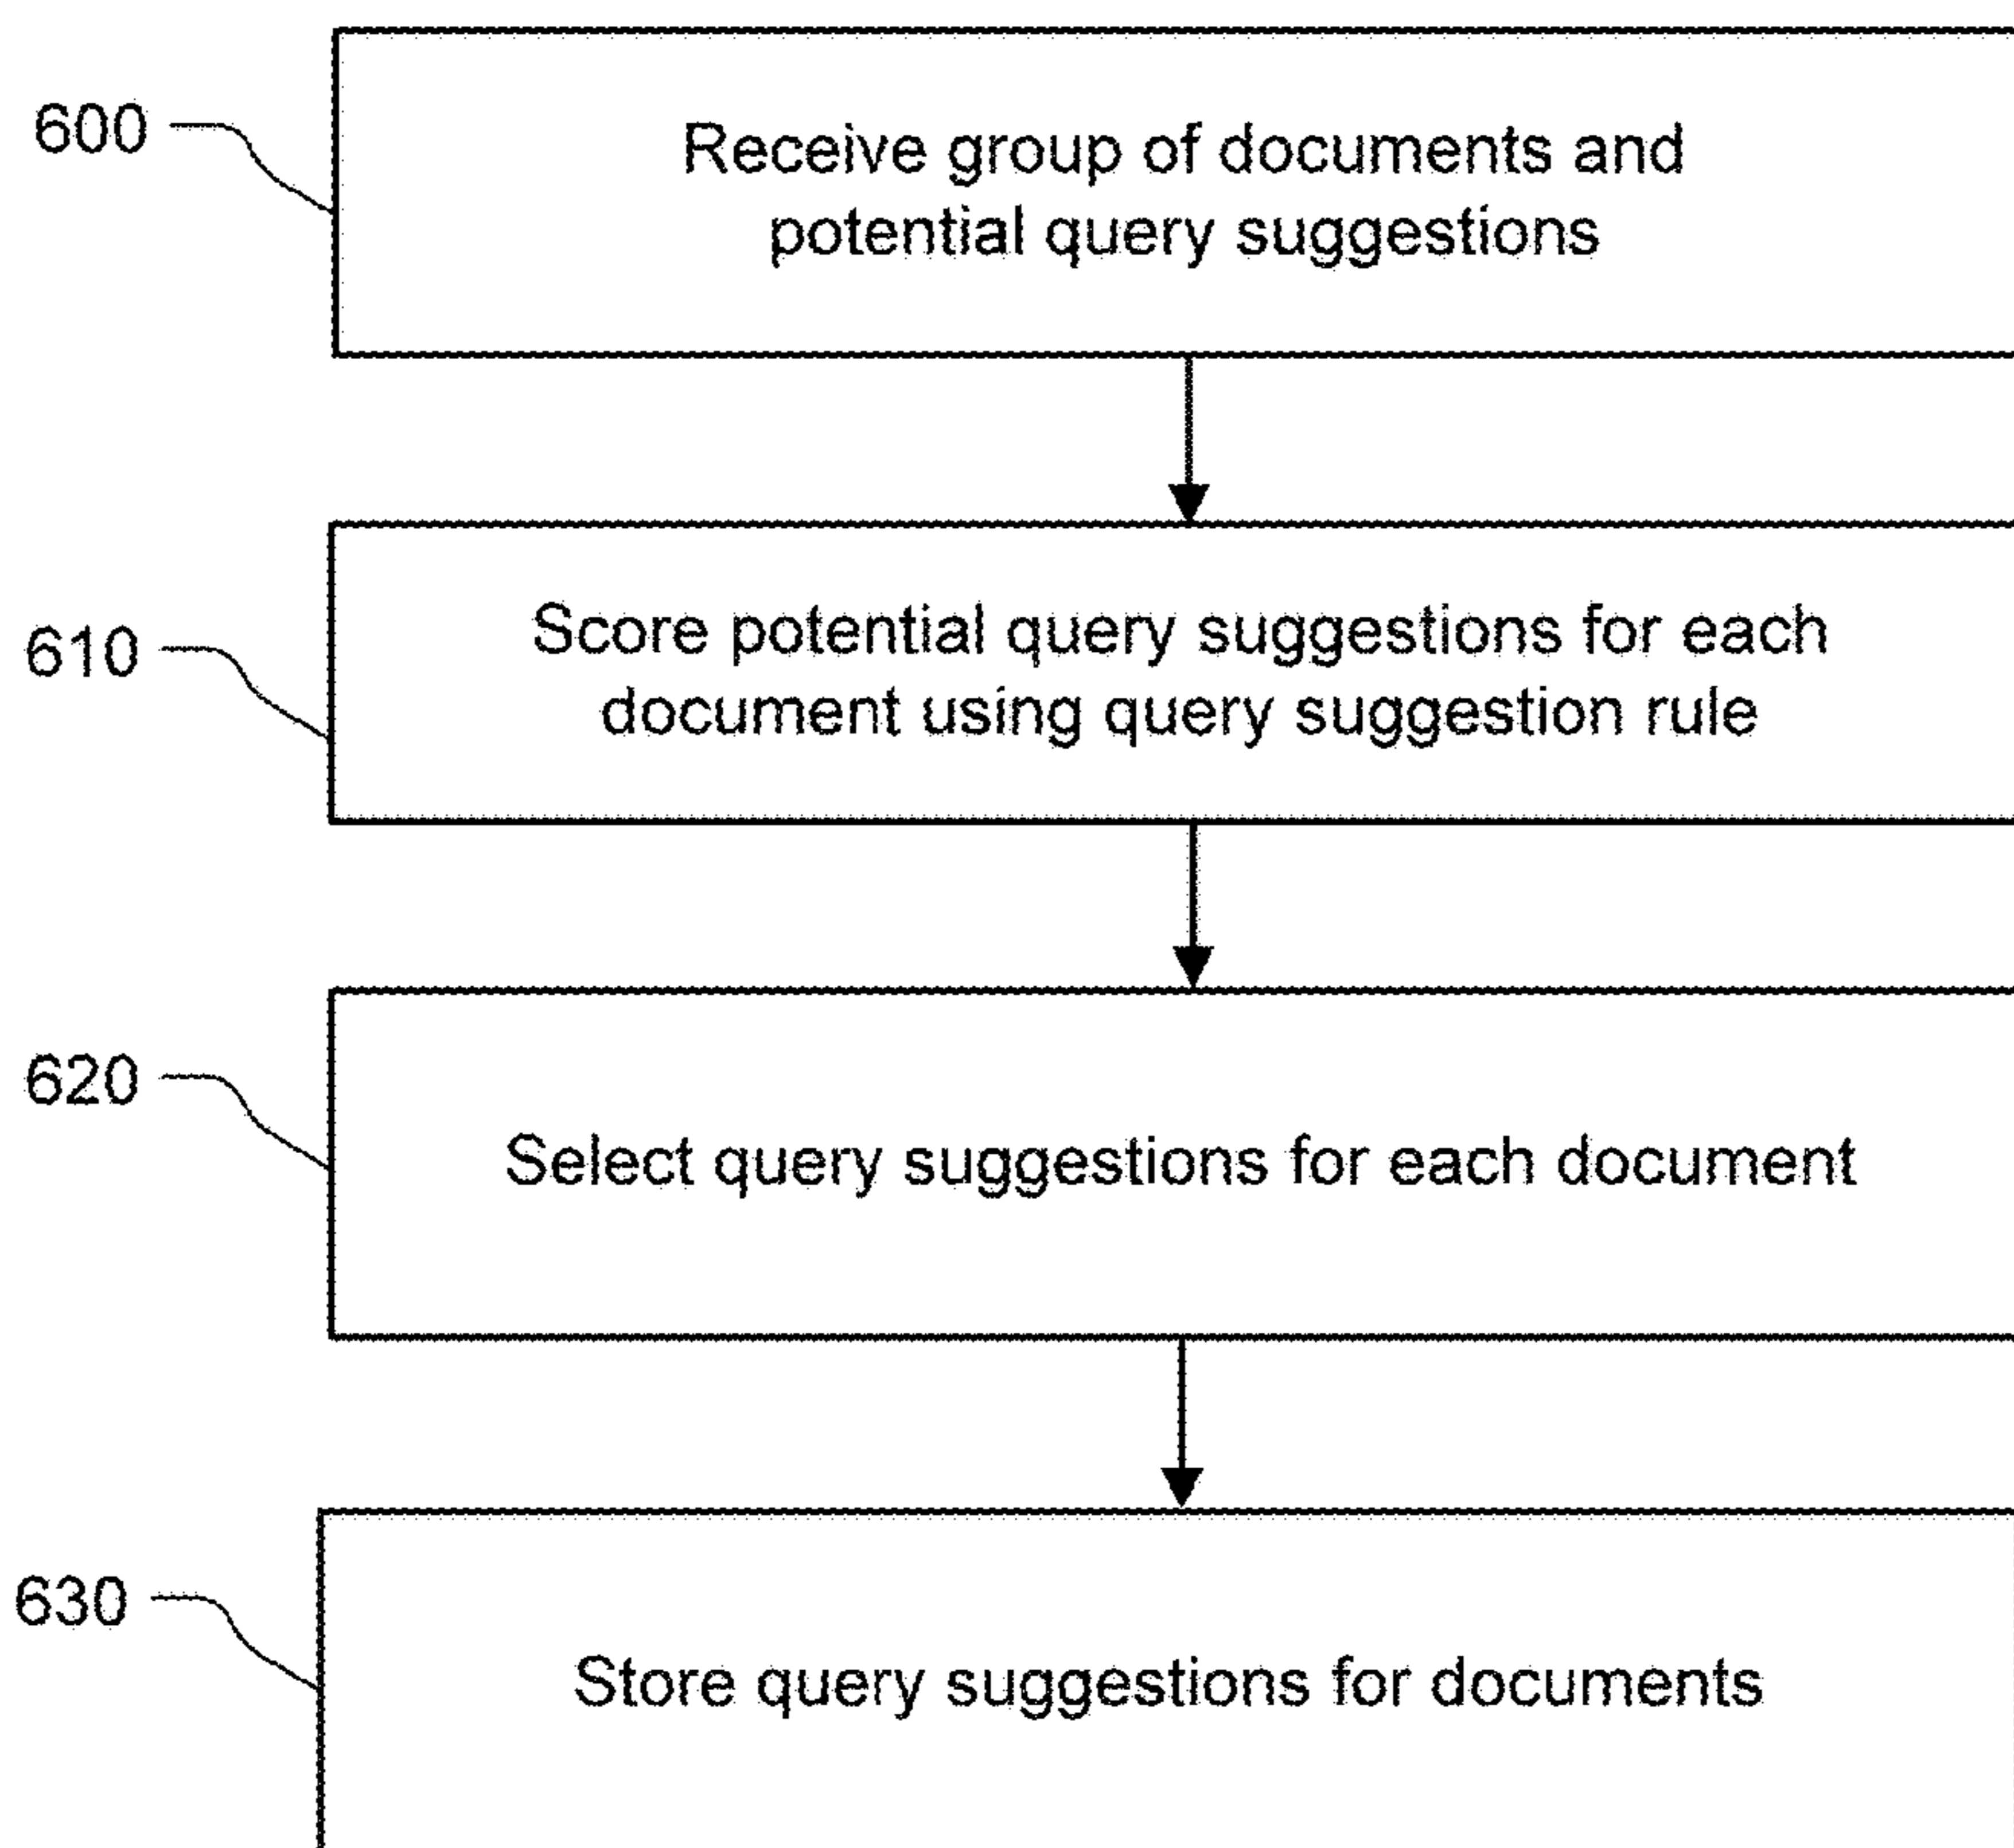 600
Receive group of documents and
potential query suggestions
610
Score potential query suggestions for each
document using query suggestion rule
620
Select query suggestions for each document
630
Store query suggestions for documents